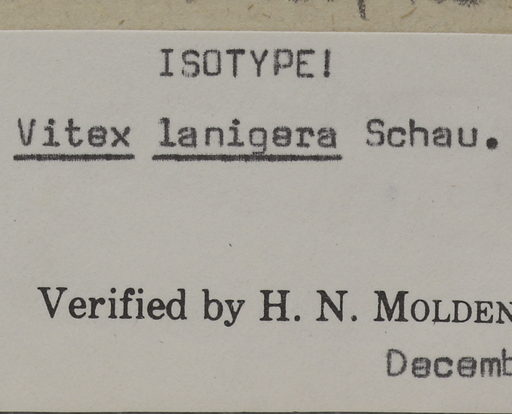 ISOTYPE!
Vitex lanigera Schau.
Verified by H. N. MOLDEN
Decemb